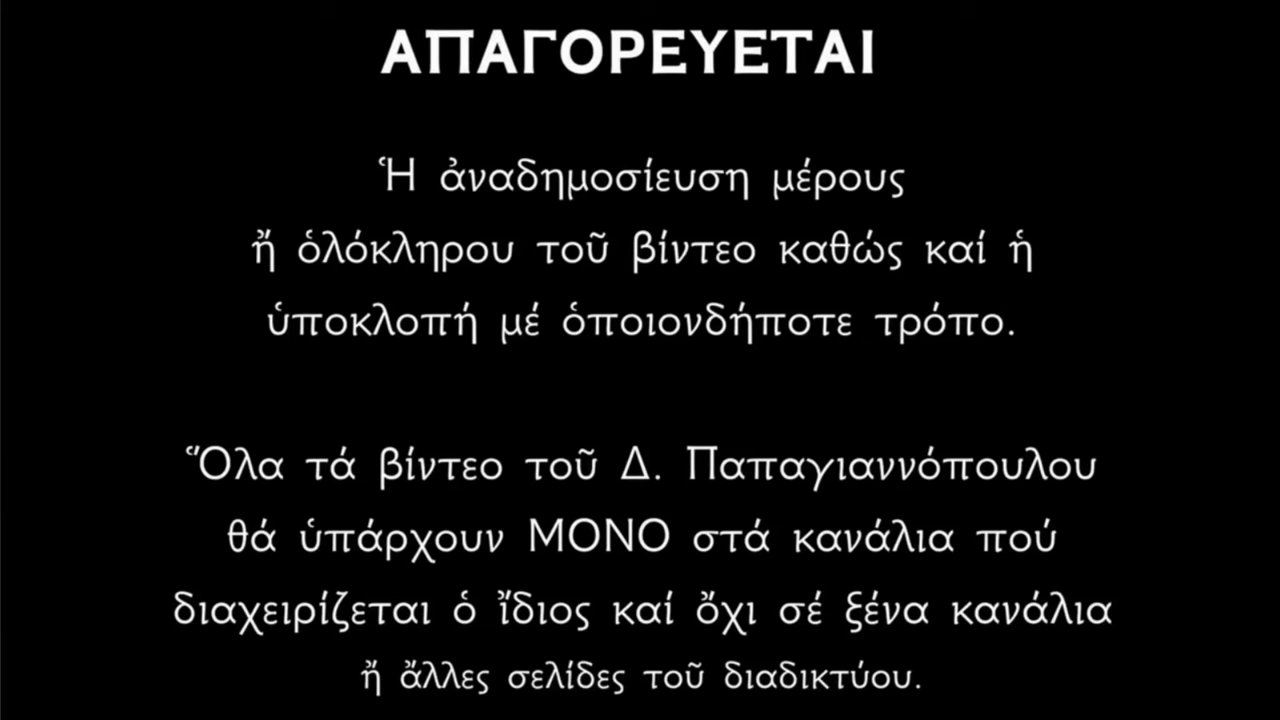 ΑΠΑΓΟΡΕΥΕΤΑΙ
Ἡ ἀναδημοσίευση μέρους
ἤ ὁλόκληρου τοῦ βίντεο καθώς καί ἡ
ὑποκλοπή μέ ὁποιονδήποτε τρόπο.
Ὅλα τά βίντεο τοῦ Δ. Παπαγιαννόπουλου
θά ὑπάρχουν ΜΟΝΟ στά κανάλια πού
διαχειρίζεται ὁ ἴδιος καί ὄχι σέ ξένα κανάλια
ἤ ἄλλες σελίδες τοῦ διαδικτύου.